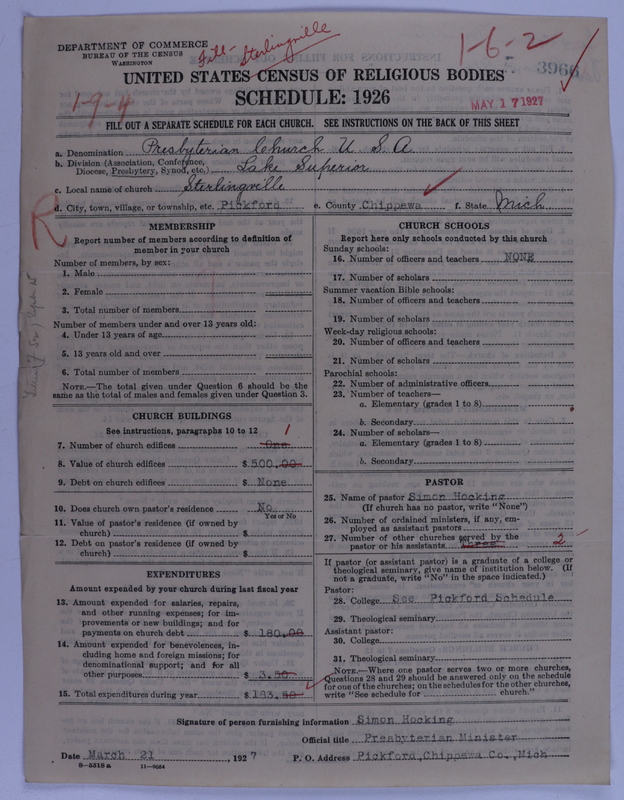 DEPARTMENT OF COMMERCE
BUREAU OF THE CENSUS
WASHINGTON
Sterlingville
1-6-2
3966
UNITED STATES CENSUS OF RELIGIOUS BODIES
SCHEDULE: 1926
1-9-4
MAY 17 1927
FILL OUT A SEPARATE SCHEDULE FOR EACH CHURCH. SEE INSTRUCTIONS ON THE BACK OF THIS SHEET
a. Denomination Presbyterian Church U. S. A
b. Division (Association, Conference, Diocese, Presbytery, Synod, etc.) Lake Superior
c. Local name of church Sterlingville
d. City, town, village, or township, etc. Pickford e. County Chippewa f. State Mich
R
MEMBERSHIP
Report number of members according to definition of
member in your church
Number of members, by sex:
1. Male
2. Female
3. Total number of members
Number of members under and over 13 years old:
4. Under 13 years of age
5. 13 years old and over
6. Total number of members
NOTE.—The total given under Question 6 should be the
same as the total of males and females given under Question 3.
CHURCH BUILDINGS
See instructions, paragraphs 10 to 12
7. Number of church edifices One 1
8. Value of church edifices $ 500.00
9. Debt on church edifices $ None
10. Does church own pastor's residence No
Yes or No
11. Value of pastor's residence (if owned by
church) $
12. Debt on pastor's residence (if owned by
church) $
EXPENDITURES
Amount expended by your church during last fiscal year
13. Amount expended for salaries, repairs,
and other running expenses; for im-
provements or new buildings; and for
payments on church debt $ 180.00
14. Amount expended for benevolences, in-
cluding home and foreign missions; for
denominational support; and for all
other purposes $ 3.50
15. Total expenditures during year $ 183.50
CHURCH SCHOOLS
Report here only schools conducted by this church
Sunday schools:
16. Number of officers and teachers NONE
17. Number of scholars
Summer vacation Bible schools:
18. Number of officers and teachers
19. Number of scholars
Week-day religious schools:
20. Number of officers and teachers
21. Number of scholars
Parochial schools:
22. Number of administrative officers
23. Number of teachers—
a. Elementary (grades 1 to 8)
b. Secondary
24. Number of scholars—
a. Elementary (grades 1 to 8)
b. Secondary
PASTOR
25. Name of pastor Simon Hocking
(If church has no pastor, write "None")
26. Number of ordained ministers, if any, em-
ployed as assistant pastors
27. Number of other churches served by the
pastor or his assistants 2
If pastor (or assistant pastor) is a graduate of a college or
theological seminary, give name of institution below. (If
not a graduate, write "No" in the space indicated.)
Pastor:
28. College See Pickford Schedule
29. Theological seminary
Assistant pastor:
30. College
31. Theological seminary
NOTE.—Where one pastor serves two or more churches,
Questions 28 and 29 should be answered only on the schedule
for one of the churches; on the schedules for the other churches,
write "See schedule for church."
Signature of person furnishing information Simon Hocking
Official title Presbyterian Minister
Date March 21, 1927 P. O. Address Pickford, Chippewa Co., Mich
8—5518 a 11—9054